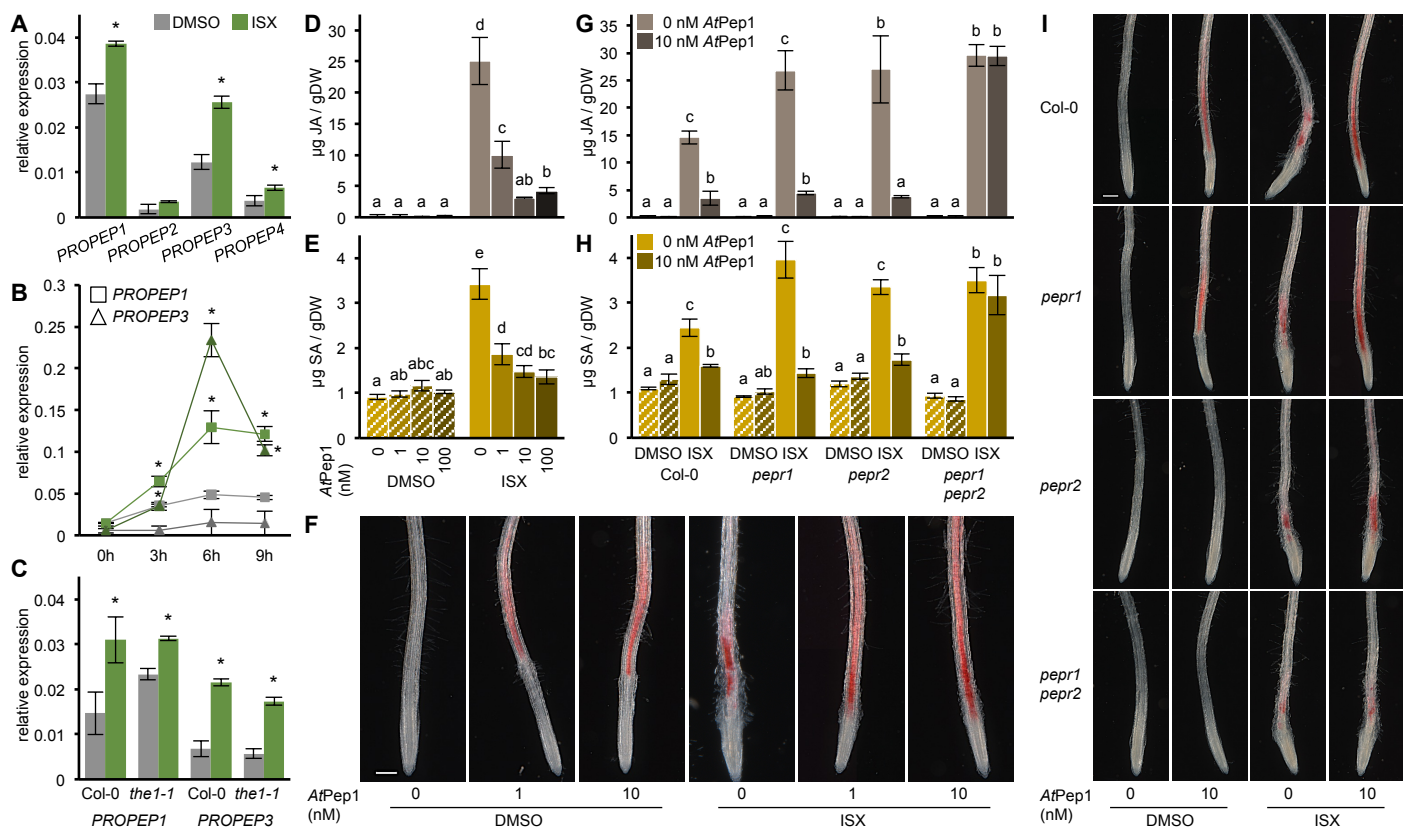 A
DMSO ISX
relative expression
0.04
0.03
0.02
0.01
0
*
*
*
PROPEP1 PROPEP2 PROPEP3 PROPEP4
B
PROPEP1
PROPEP3
relative expression
0.3
0.25
0.2
0.15
0.1
0.05
0
*
*
*
*
*
*
0h 3h 6h 9h
C
relative expression
0.04
0.03
0.02
0.01
0
* * * *
Col-0 the1-1 Col-0 the1-1
PROPEP1 PROPEP3
D
µg JA / gDW
30
25
20
15
10
5
0
a a a a d c ab b
E
µg SA / gDW
4
3
2
1
0
a ab abc ab e d cd bc
AtPep1 (nM)
0 1 10 100 0 1 10 100
DMSO ISX
F
AtPep1 0 1 10 0 1 10
(nM) DMSO ISX
G
0 nM AtPep1
10 nM AtPep1
µg JA / gDW
35
30
25
20
15
10
5
0
a a c b a a c b a a b a a a b b
H
0 nM AtPep1
10 nM AtPep1
µg SA / gDW
4
3
2
1
0
a a c b a ab c b a a c b a a b b
DMSO ISX DMSO ISX DMSO ISX DMSO ISX
Col-0 pepr1 pepr2 pepr1
pepr2
I
Col-0
pepr1
pepr2
pepr1
pepr2
AtPep1 0 10 0 10
(nM) DMSO ISX